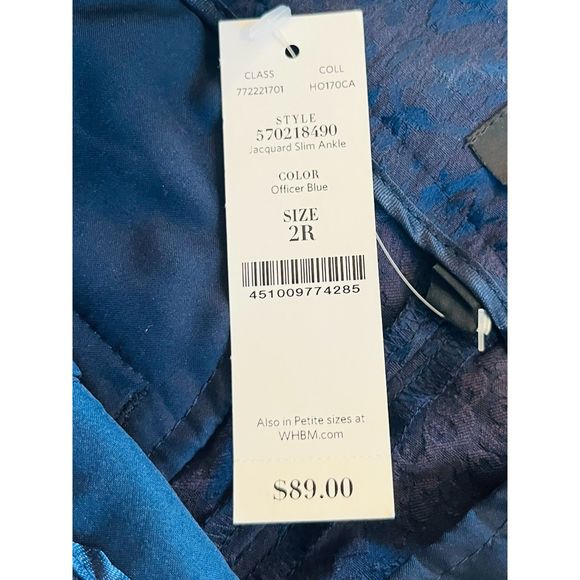 CLASS COLL
772221701 HO170CA
STYLE
570218490
Jacquard Slim Ankle
COLOR
Officer Blue
SIZE
2R
451009774285
Also in Petite sizes at
WHBM.com
$89.00